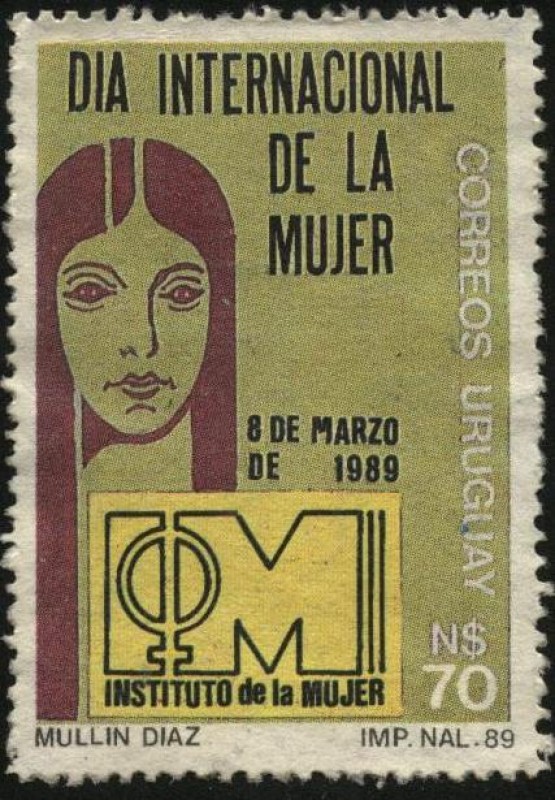 DIA INTERNACIONAL
DE LA
MUJER
CORREOS URUGUAY
8 DE MARZO
DE 1989
INSTITUTO de la MUJER
N$
70
MULLIN DIAZ
IMP. NAL. 89